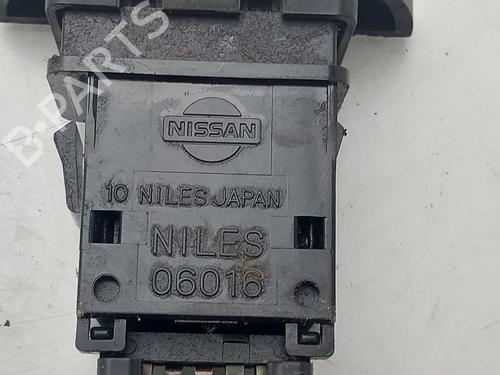 B-PARTS
NISSAN
10 NILES JAPAN
NILES
06016